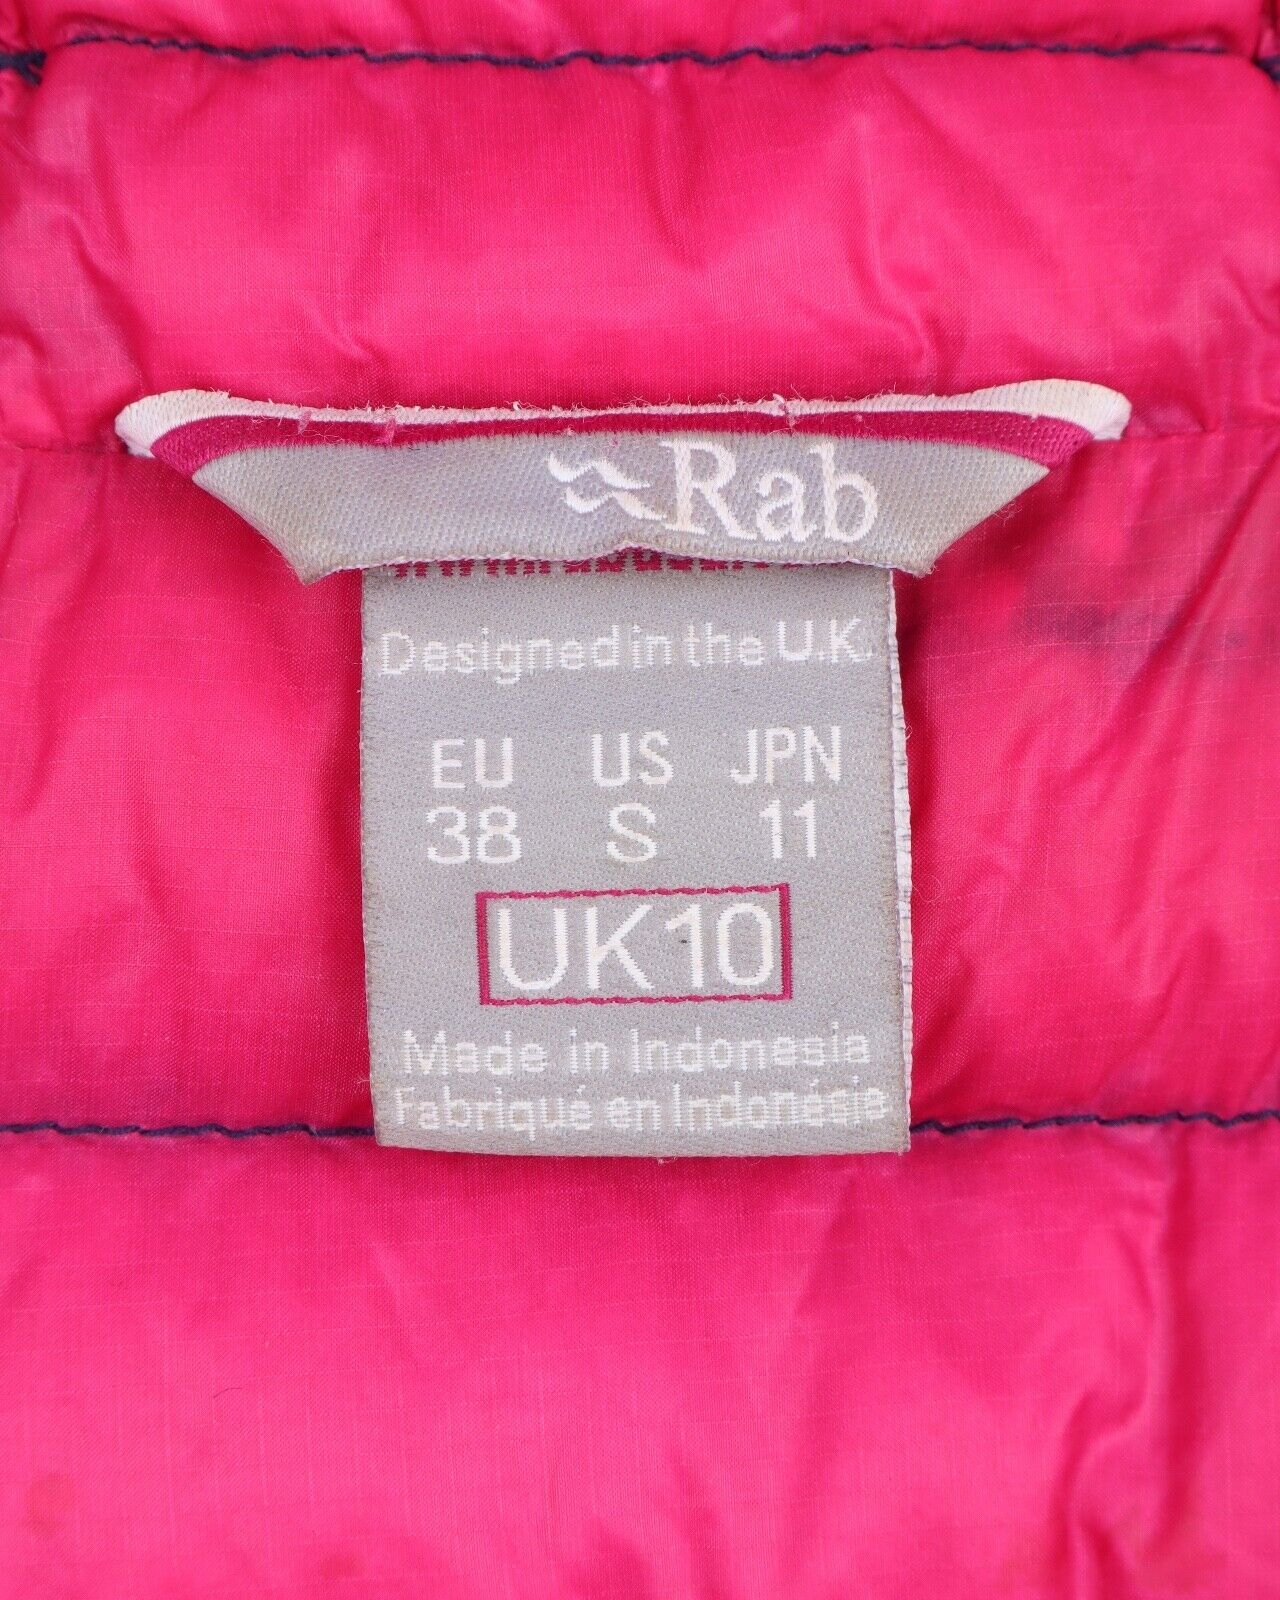 Rab
Designed in the U.K.
EU US JPN
38 S 11
UK10
Made in Indonesia
Fabriqué en Indonésie